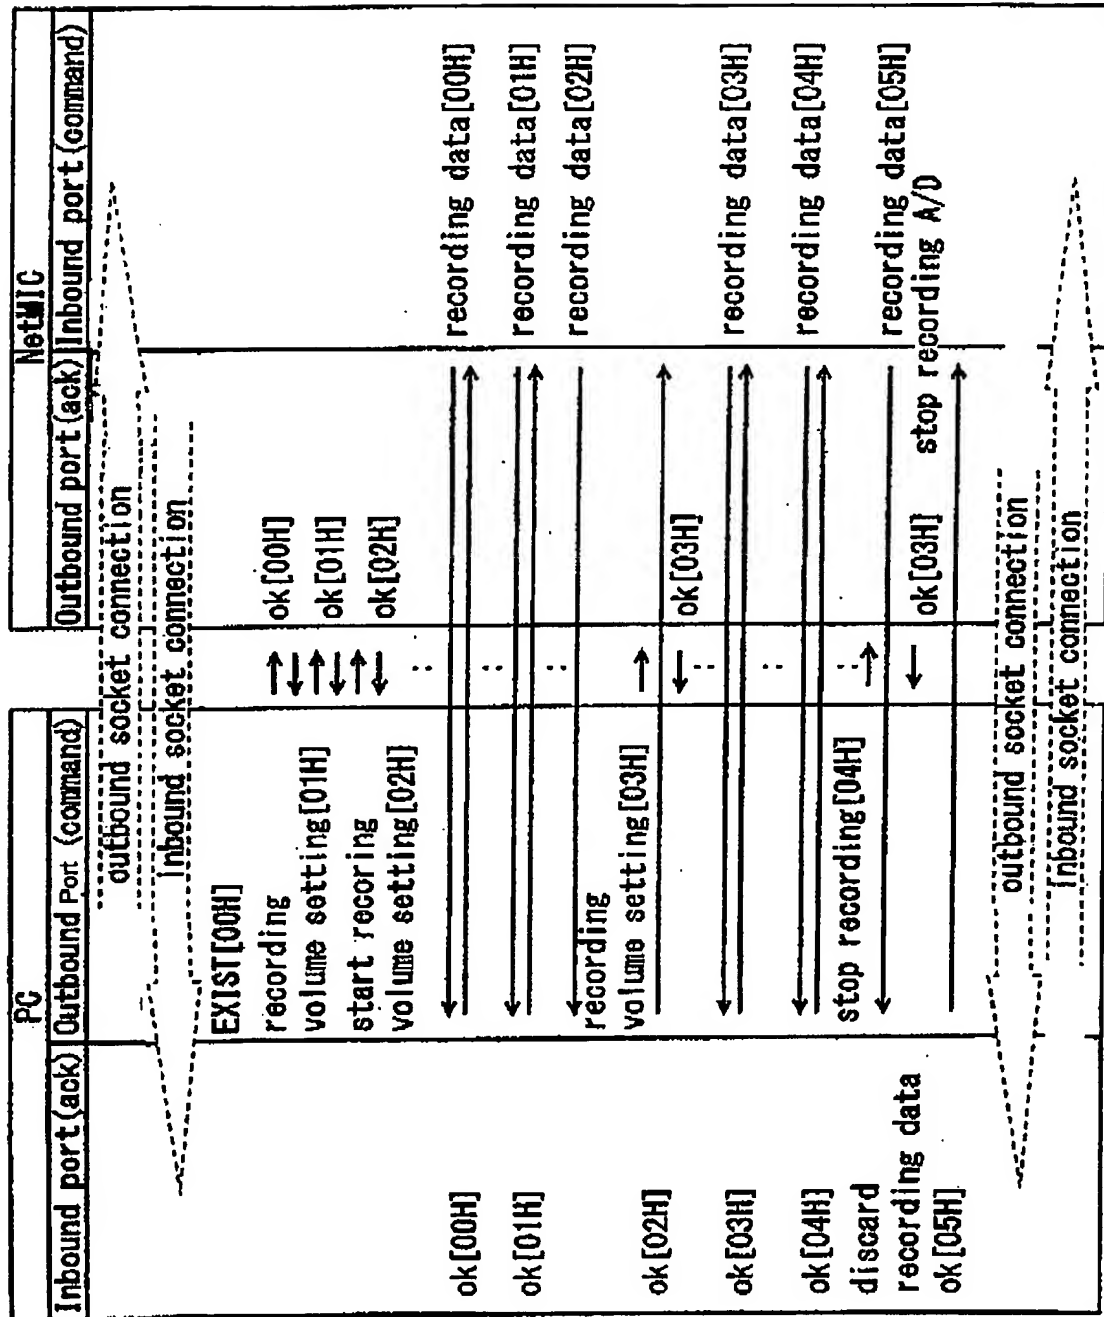 PC
NetMIC
Inbound port(ack)
Outbound Port (command)
Outbound port(ack)
Inbound port(command)
outbound socket connection
inbound socket connection
EXIST[00H]
ok[00H]
recording
volume setting[01H]
ok[01H]
start recoring
volume setting[02H]
ok[02H]
recording data[00H]
ok[00H]
recording data[01H]
ok[01H]
recording data[02H]
recording
volume setting[03H]
ok[02H]
ok[03H]
recording data[03H]
ok[03H]
recording data[04H]
ok[04H]
stop recording[04H]
discard
recording data
recording data[05H]
ok[03H]
stop recording A/D
ok[05H]
outbound socket connection
inbound socket connection